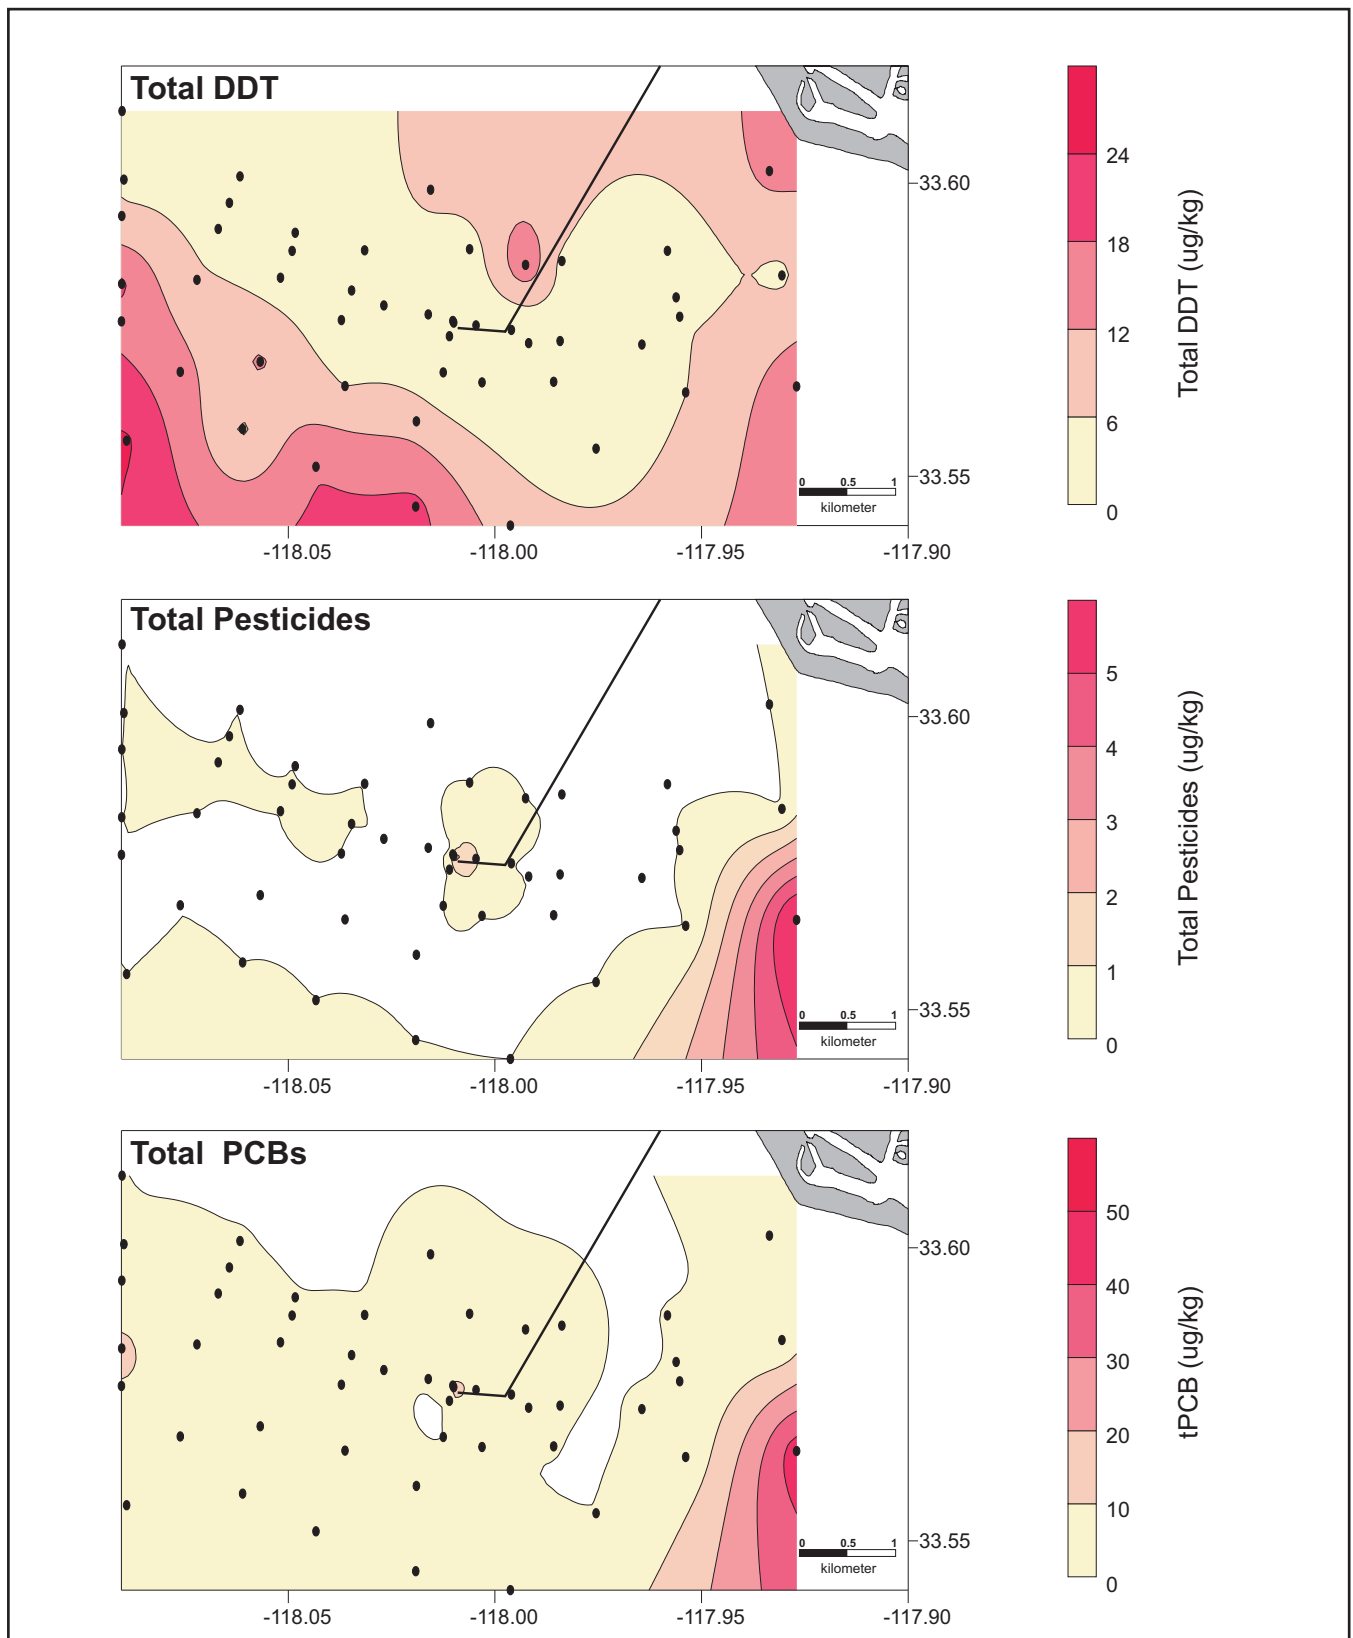 Total DDT
33.60
33.55
0 0.5 1
kilometer
-118.05 -118.00 -117.95 -117.90
24
18
12
6
0
Total DDT (ug/kg)
Total Pesticides
33.60
33.55
0 0.5 1
kilometer
-118.05 -118.00 -117.95 -117.90
5
4
3
2
1
0
Total Pesticides (ug/kg)
Total PCBs
33.60
33.55
0 0.5 1
kilometer
-118.05 -118.00 -117.95 -117.90
50
40
30
20
10
0
tPCB (ug/kg)